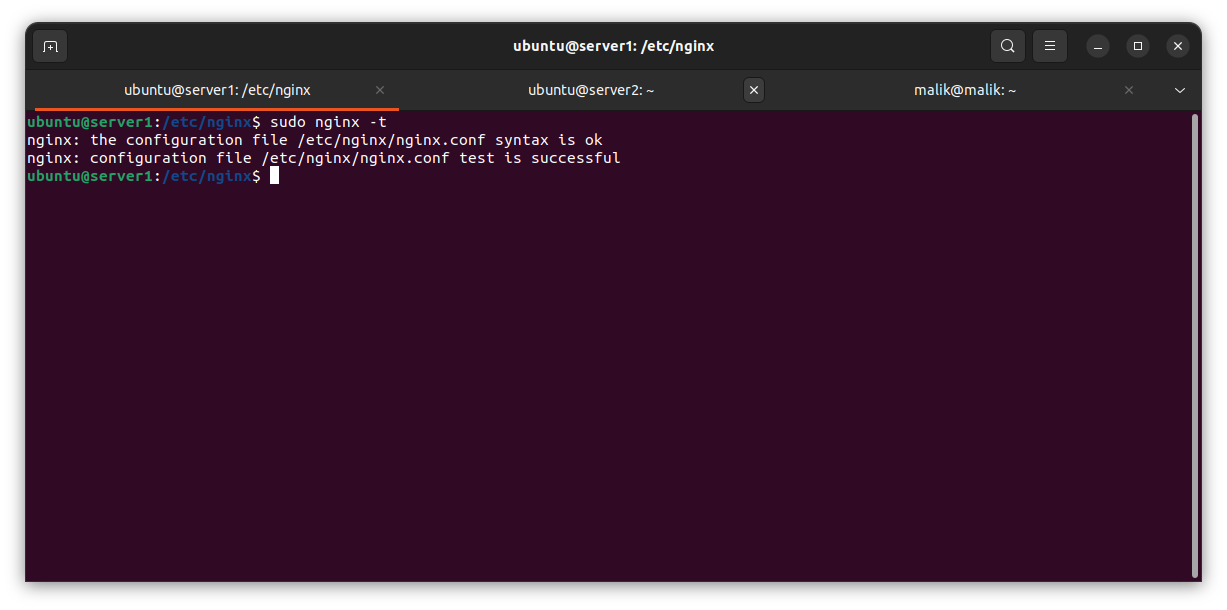 ubuntu@server1: /etc/nginx
ubuntu@server1: /etc/nginx
ubuntu@server2: ~
malik@malik: ~
ubuntu@server1:/etc/nginx$ sudo nginx -t
nginx: the configuration file /etc/nginx/nginx.conf syntax is ok
nginx: configuration file /etc/nginx/nginx.conf test is successful
ubuntu@server1:/etc/nginx$